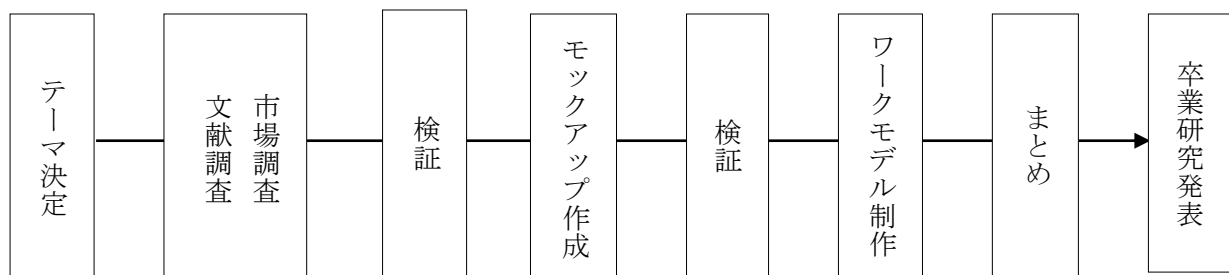 テーマ決定
市場調査
文献調査
検証
モックアップ作成
検証
ワークモデル制作
まとめ
卒業研究発表